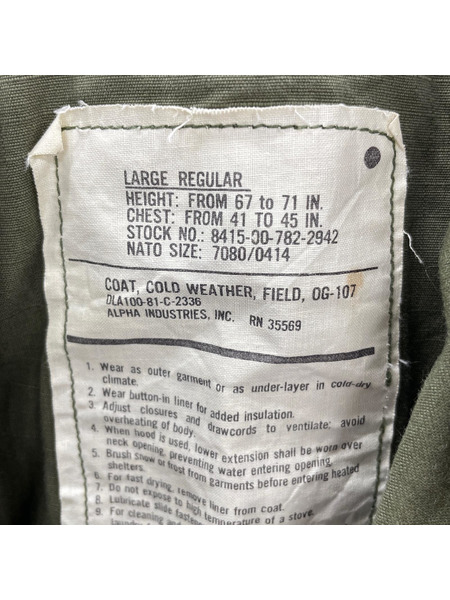 LARGE REGULAR
HEIGHT: FROM 67 to 71 IN.
CHEST: FROM 41 TO 45 IN.
STOCK NO.: 8415-00-782-2942
NATO SIZE: 7080/0414
COAT, COLD WEATHER, FIELD, OG-107
DLA100-81-C-2336
ALPHA INDUSTRIES, INC. RN 35569
1. Wear as outer garment or as under-layer in cold-dry
climate.
2. Wear button-in liner for added insulation.
3. Adjust closures and drawcords to ventilate; avoid
overheating of body.
4. When hood is used, lower extension shall be worn over
neck opening, preventing water entering opening.
5. Brush snow or frost from garments before entering heated
shelters.
6. For fast drying, remove liner from coat.
7. Do not expose to high temperature of a stove.
8. Lubricate slide
9. For cleaning and